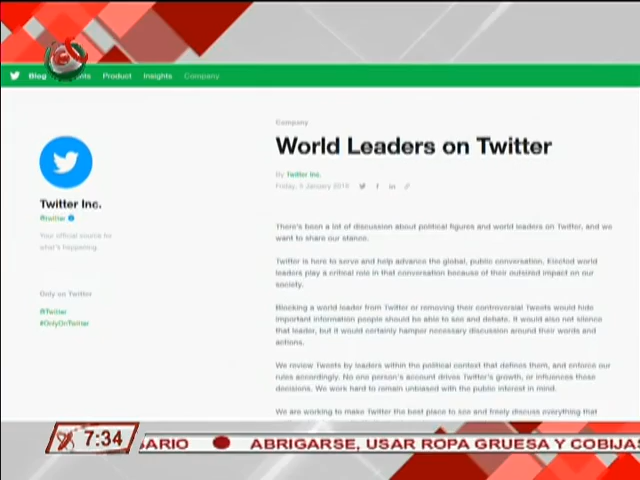 Blog
Product
Insights
Company
Company
World Leaders on Twitter
By Twitter Inc.
Friday, 5 January 2018
Twitter Inc.
@twitter
Your official source for
what's happening
Only on Twitter
@Twitter
#OnlyOnTwitter
There's been a lot of discussion about political figures and world leaders on Twitter, and we
want to share our stance.
Twitter is here to serve and help advance the global, public conversation. Elected world
leaders play a critical role in that conversation because of their outsized impact on our
society.
Blocking a world leader from Twitter or removing their controversial Tweets would hide
important information people should be able to see and debate. It would also not silence
that leader, but it would certainly hamper necessary discussion around their words and
actions.
We review Tweets by leaders within the political context that defines them, and enforce our
rules accordingly. No one person's account drives Twitter's growth, or influences these
decisions. We work hard to remain unbiased with the public interest in mind.
We are working to make Twitter the best place to see and freely discuss everything that
7:34
ARIO ABRIGARSE, USAR ROPA GRUESA Y COBIJAS